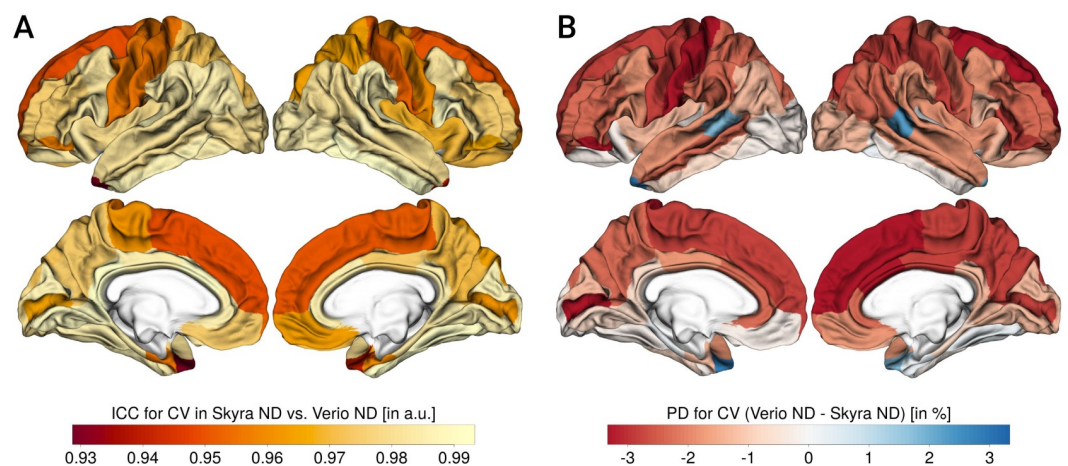 A
B
ICC for CV in Skyra ND vs. Verio ND [in a.u.]
0.93 0.94 0.95 0.96 0.97 0.98 0.99
PD for CV (Verio ND - Skyra ND) [in %]
-3 -2 -1 0 1 2 3